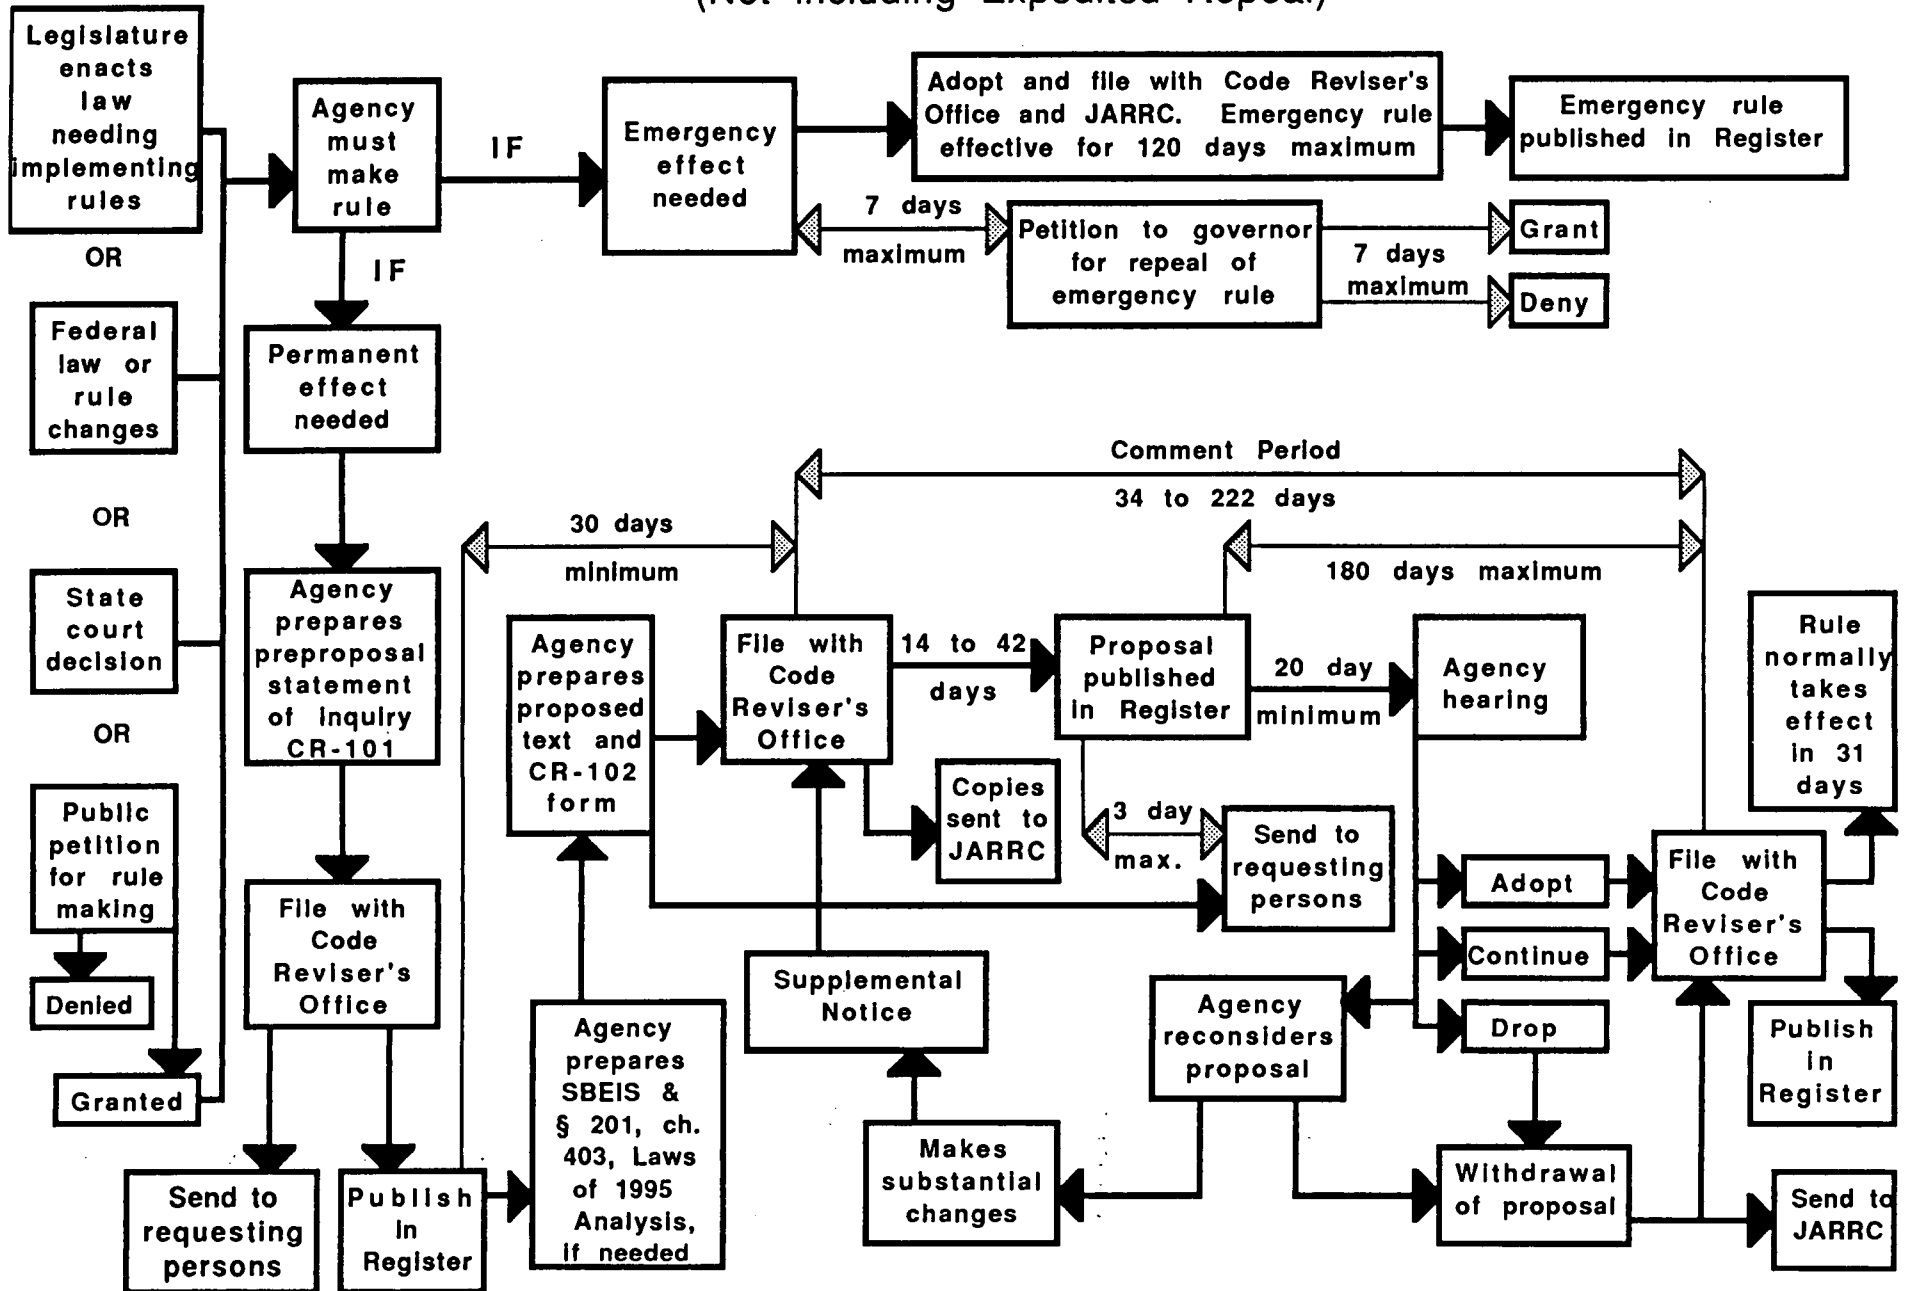 (Not Including Expedited Repeal)
Legislature
enacts
law
needing
implementing
rules
OR
Federal
law or
rule
changes
OR
State
court
decision
OR
Public
petition
for rule
making
Denied
Granted
Agency
must
make
rule
IF
IF
Emergency
effect
needed
Adopt and file with Code Reviser's
Office and JARRC. Emergency rule
effective for 120 days maximum
Emergency rule
published in Register
7 days
maximum
Petition to governor
for repeal of
emergency rule
7 days
maximum
Grant
Deny
Permanent
effect
needed
Agency
prepares
preproposal
statement
of inquiry
CR-101
File with
Code
Reviser's
Office
Send to
requesting
persons
Publish
in
Register
30 days
minimum
Agency
prepares
SBEIS &
§ 201, ch.
403, Laws
of 1995
Analysis,
if needed
Agency
prepares
proposed
text and
CR-102
form
File with
Code
Reviser's
Office
Comment Period
34 to 222 days
180 days maximum
14 to 42
days
Copies
sent to
JARRC
Proposal
published
in Register
3 day
max.
Send to
requesting
persons
20 day
minimum
Agency
hearing
Adopt
Continue
Drop
Agency
reconsiders
proposal
Makes
substantial
changes
Supplemental
Notice
Withdrawal
of proposal
File with
Code
Reviser's
Office
Rule
normally
takes
effect
in 31
days
Publish
in
Register
Send to
JARRC